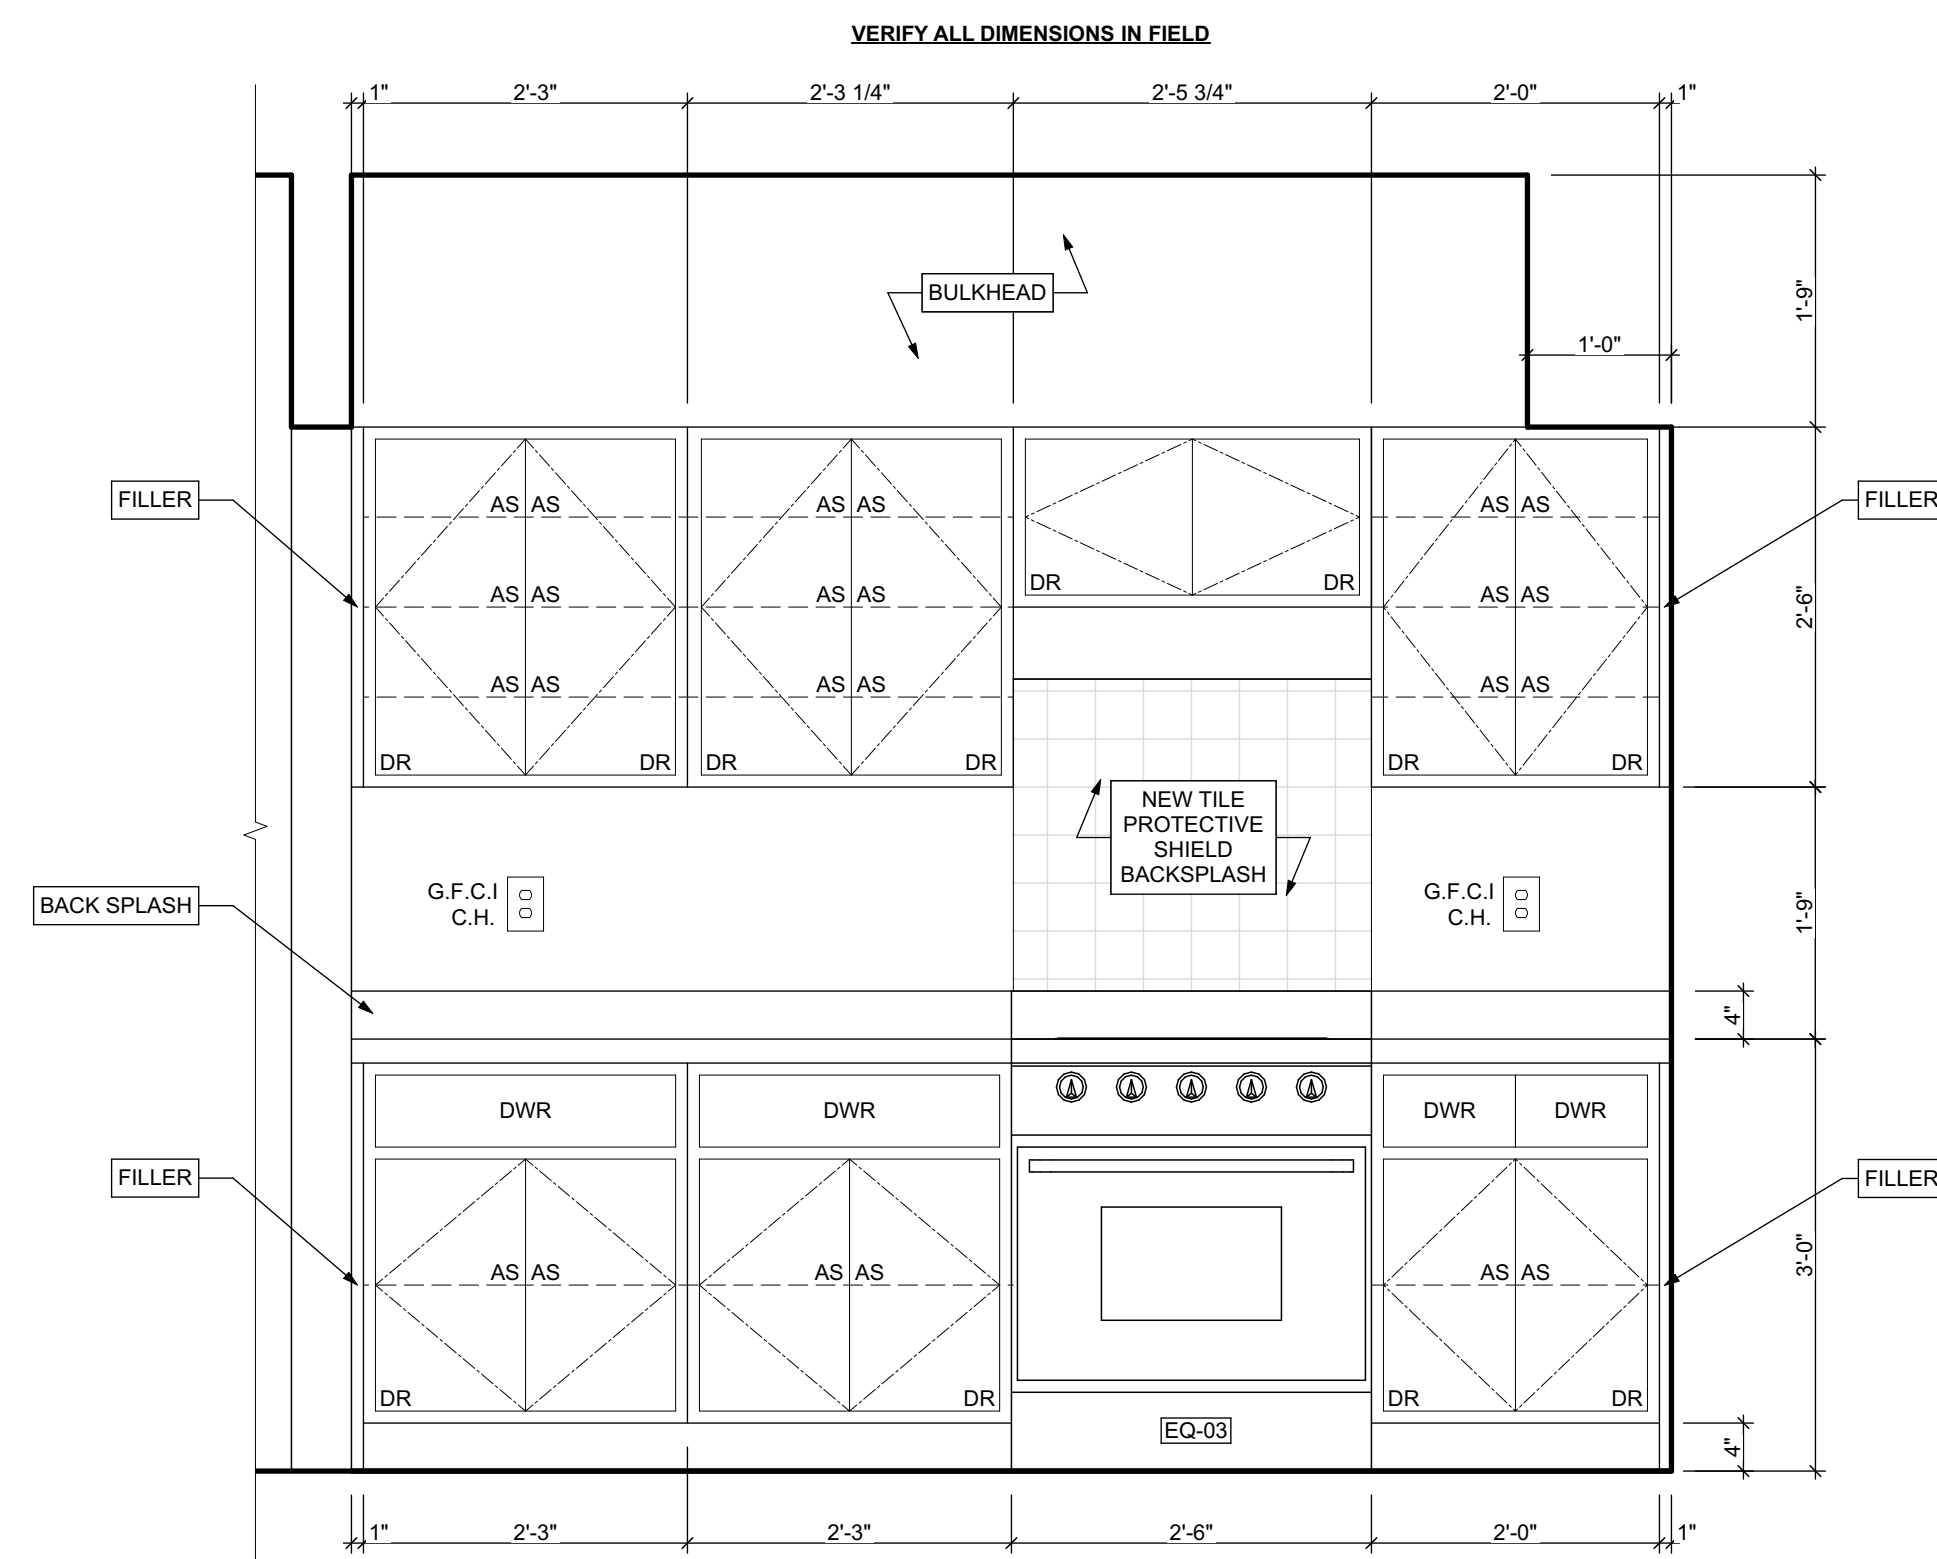 VERIFY ALL DIMENSIONS IN FIELD
1" 2'-3" 2'-3 1/4" 2'-5 3/4" 2'-0" 1"
BULKHEAD
1'-9"
1'-0"
FILLER
FILLER
AS AS AS AS AS AS
DR DR
AS AS AS AS AS AS
2'-6"
AS AS AS AS AS AS
DR DR DR DR DR DR
NEW TILE
PROTECTIVE
SHIELD
BACKSPLASH
BACK SPLASH
G.F.C.I
C.H.
G.F.C.I
C.H.
1'-9"
4"
DWR DWR DWR DWR
FILLER
FILLER
3'-0"
AS AS AS AS AS AS
DR DR DR DR
EQ-03
4"
1" 2'-3" 2'-3" 2'-6" 2'-0" 1"